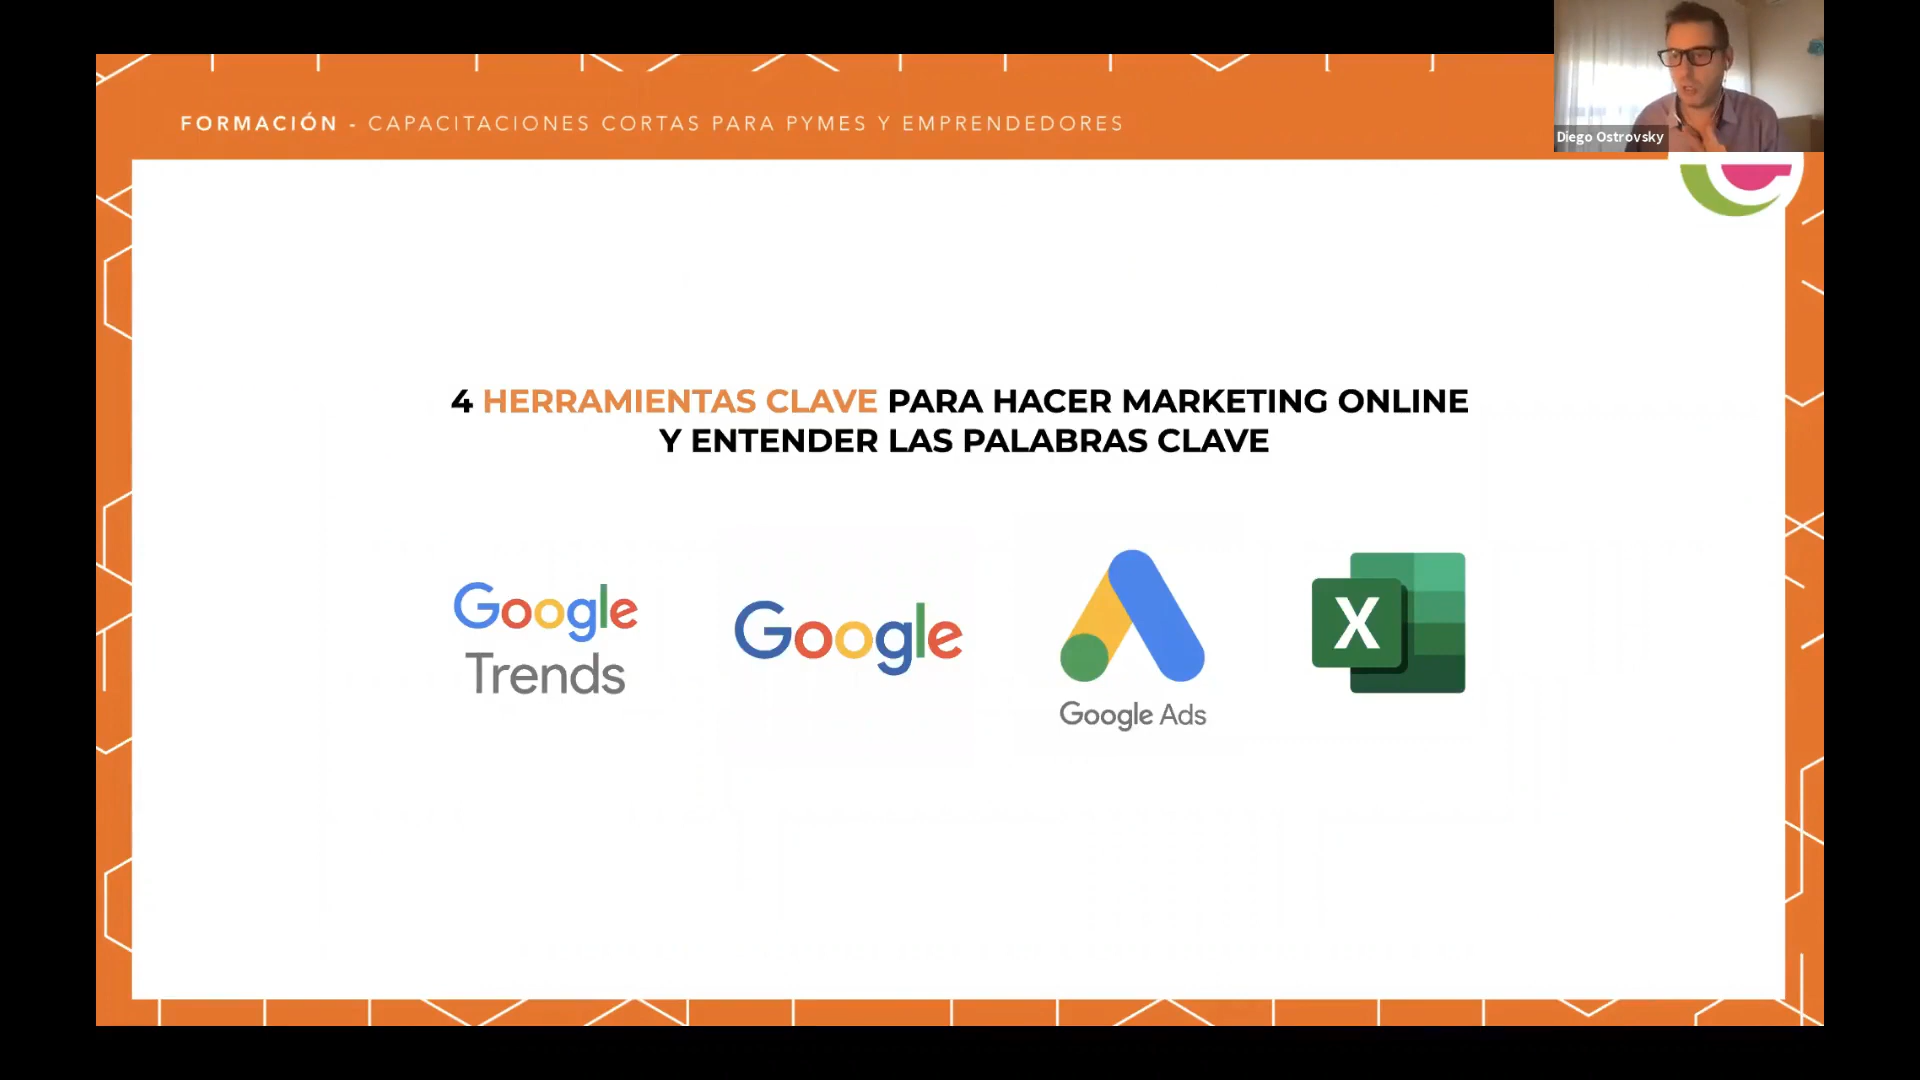 FORMACIÓN - CAPACITACIONES CORTAS PARA PYMES Y EMPRENDEDORES
Diego Ostrovsky
4 HERRAMIENTAS CLAVE PARA HACER MARKETING ONLINE
Y ENTENDER LAS PALABRAS CLAVE
Google
Trends
Google
Google Ads
X